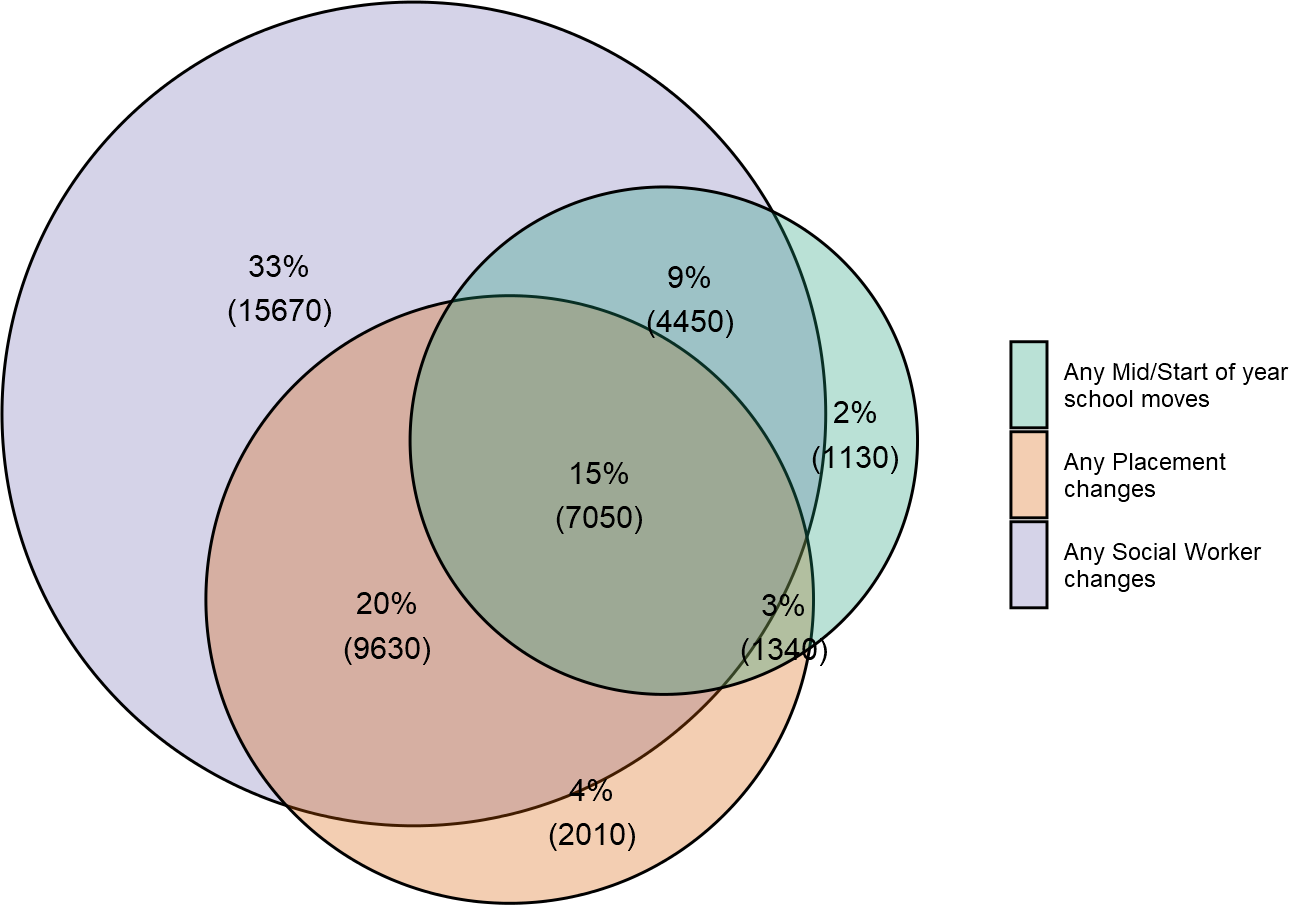 33%
(15670)
9%
(4450)
2%
(1130)
15%
(7050)
20%
(9630)
3%
(1340)
4%
(2010)
Any Mid/Start of year
school moves
Any Placement
changes
Any Social Worker
changes